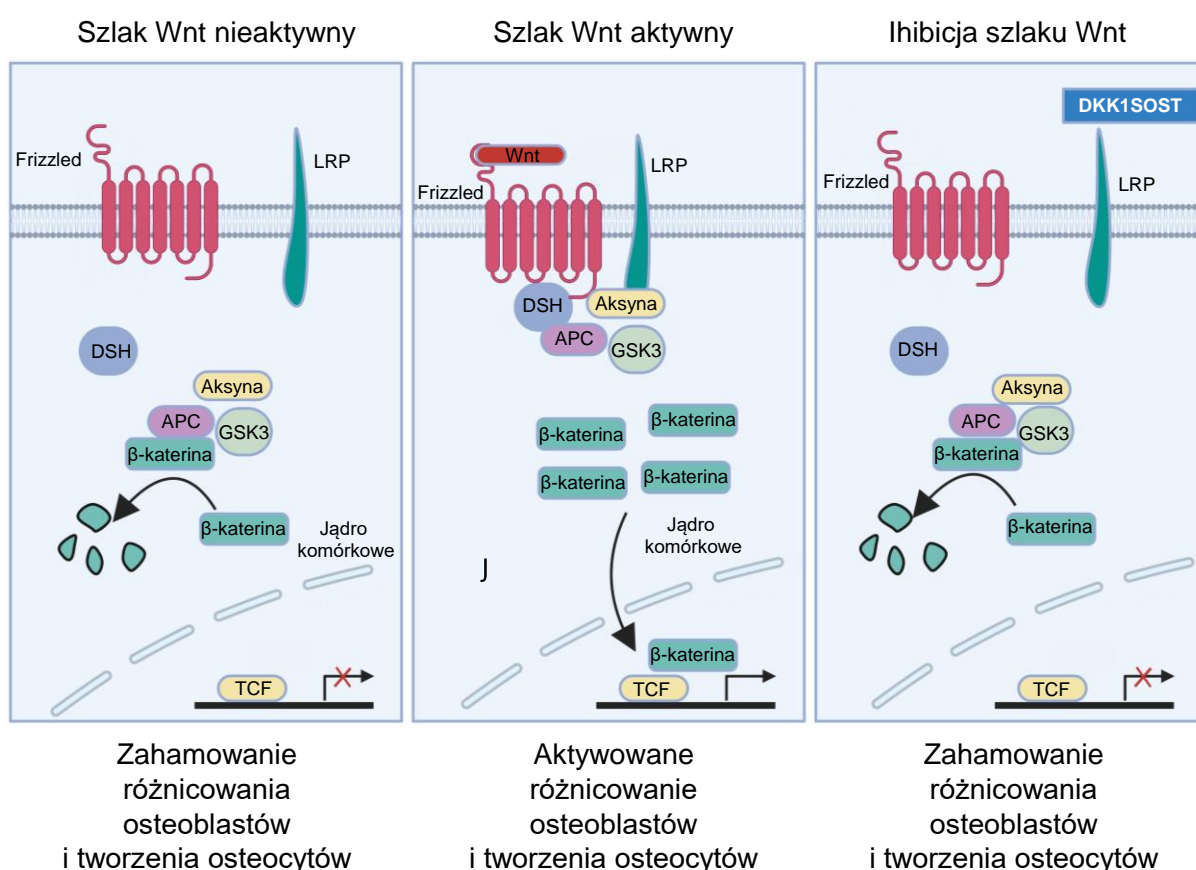 Szlak Wnt nieaktywny
Frizzled
LRP
DSH
Aksyna
APC
GSK3
β-katerina
β-katerina
Jądro
komórkowe
TCF
Zahamowanie
różnicowania
osteoblastów
i tworzenia osteocytów
Szlak Wnt aktywny
Wnt
Frizzled
LRP
DSH
Aksyna
APC
GSK3
β-katerina
β-katerina
β-katerina
β-katerina
Jądro
komórkowe
J
β-katerina
TCF
Aktywowane
różnicowanie
osteoblastów
i tworzenia osteocytów
Ihibicja szlaku Wnt
DKK1SOST
Frizzled
LRP
DSH
Aksyna
APC
GSK3
β-katerina
β-katerina
TCF
Zahamowanie
różnicowania
osteoblastów
i tworzenia osteocytów